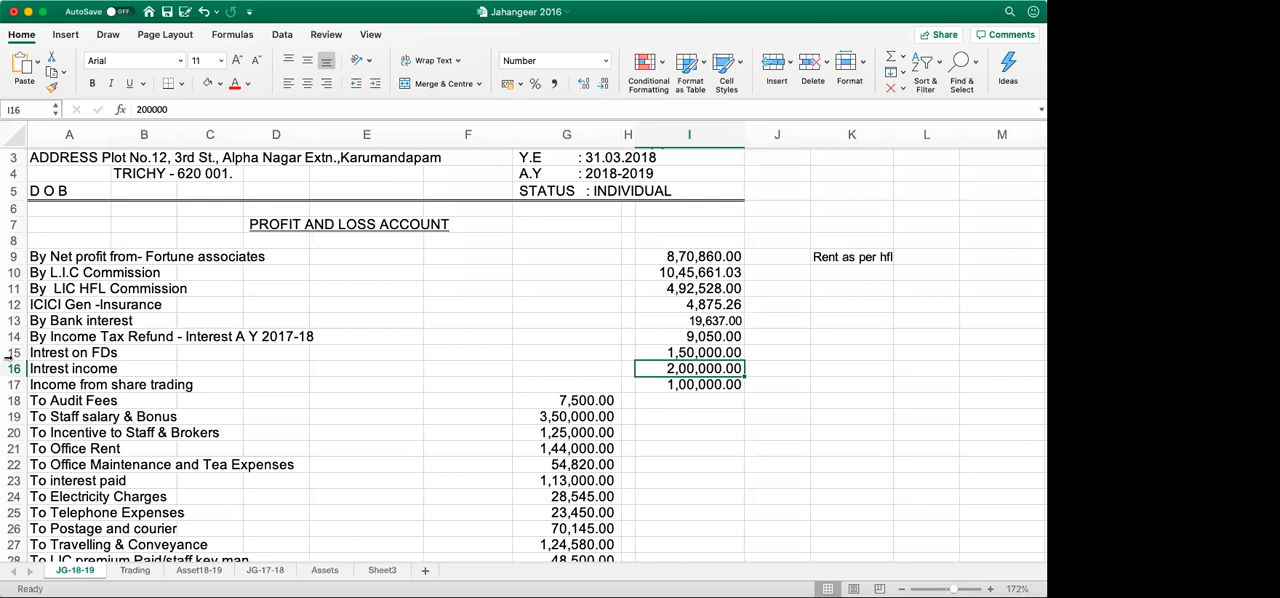 AutoSave OFF Jahangeer 2016
Home Insert Draw Page Layout Formulas Data Review View Share Comments
Paste Arial 11 A^ A˅ Wrap Text Number Conditional Formatting Format as Table Cell Styles Insert Delete Format Sort & Filter Find & Select Ideas
B I U A Merge & Centre %
I16 fx 200000
A B C D E F G H I J K L M
3 ADDRESS Plot No.12, 3rd St., Alpha Nagar Extn.,Karumandapam Y.E : 31.03.2018
4 TRICHY - 620 001. A.Y : 2018-2019
5 D O B STATUS : INDIVIDUAL
6
7 PROFIT AND LOSS ACCOUNT
8
9 By Net profit from- Fortune associates 8,70,860.00 Rent as per hfl
10 By L.I.C Commission 10,45,661.03
11 By LIC HFL Commission 4,92,528.00
12 ICICI Gen -Insurance 4,875.26
13 By Bank interest 19,637.00
14 By Income Tax Refund - Interest A Y 2017-18 9,050.00
15 Intrest on FDs 1,50,000.00
16 Intrest income 2,00,000.00
17 Income from share trading 1,00,000.00
18 To Audit Fees 7,500.00
19 To Staff salary & Bonus 3,50,000.00
20 To Incentive to Staff & Brokers 1,25,000.00
21 To Office Rent 1,44,000.00
22 To Office Maintenance and Tea Expenses 54,820.00
23 To interest paid 1,13,000.00
24 To Electricity Charges 28,545.00
25 To Telephone Expenses 23,450.00
26 To Postage and courier 70,145.00
27 To Travelling & Conveyance 1,24,580.00
28 To LIC premium Paid/staff key man 48,500.00
JG-18-19 Trading Asset18-19 JG-17-18 Assets Sheet3 +
Ready 172%